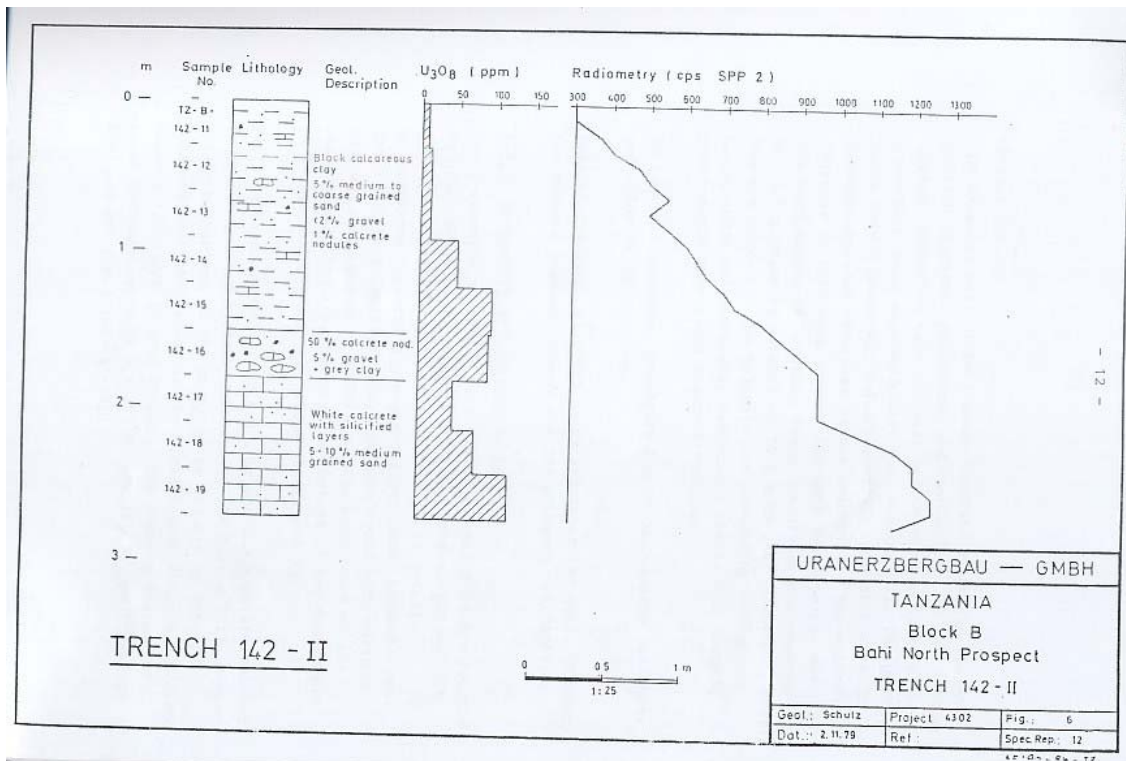 m
Sample No.
Lithology
Geol. Description
U3O8 (ppm)
Radiometry (cps SPP 2)
0 50 100 150
300 400 500 600 700 800 900 1000 1100 1200 1300
0
1
2
3
TZ-B
142-11
142-12
142-13
142-14
142-15
142-16
142-17
142-18
142-19
Black calcareous
clay
5 % medium to
coarse grained
sand
<2 % gravel
1 % calcrete
nodules
50 % calcrete nod.
5 % gravel
+ grey clay
White calcrete
with silicified
layers
5-10 % medium
grained sand
- 12 -
TRENCH 142-II
0 05 1 m
1:25
URANERZBERGBAU — GMBH
TANZANIA
Block B
Bahi North Prospect
TRENCH 142-II
Geol.: Schulz Project 4302 Fig.: 6
Dat.: 2.11.79 Ref.: Spec.Rep.: 12